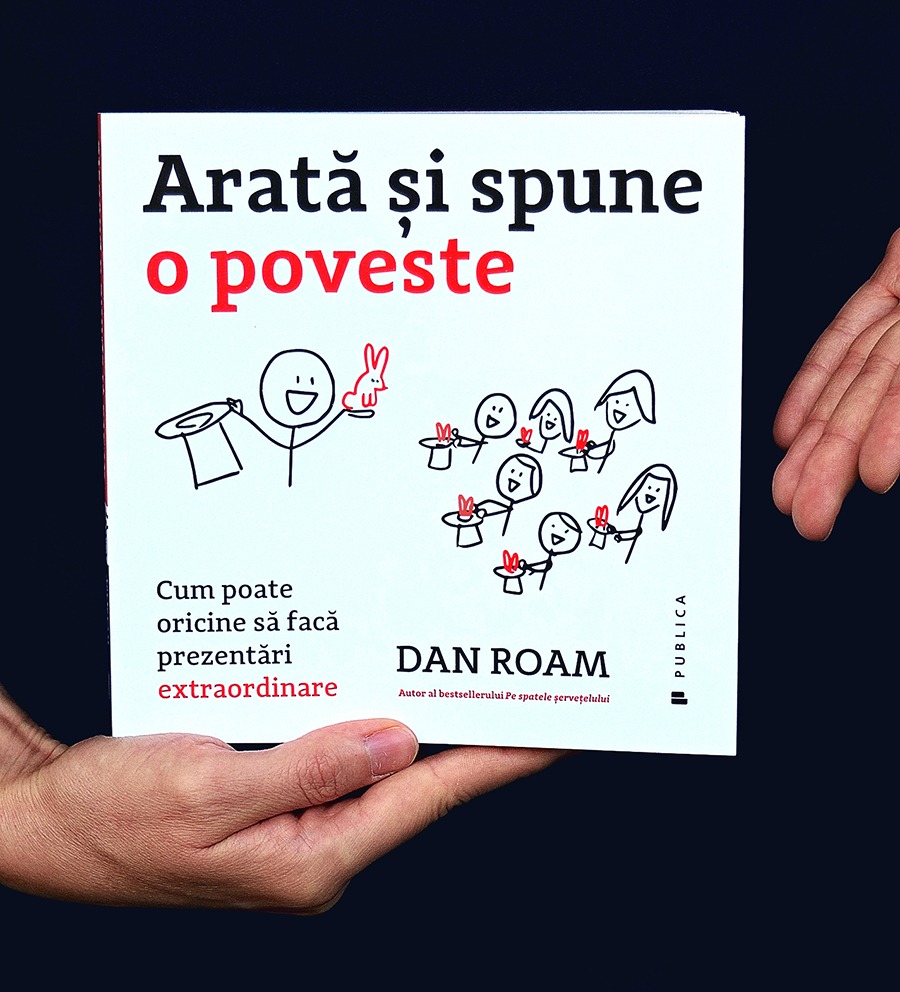 Arată și spune
o poveste
Cum poate
oricine să facă
prezentări
extraordinare
DAN ROAM
Autor al bestsellerului Pe spatele șervețelului
PUBLICA